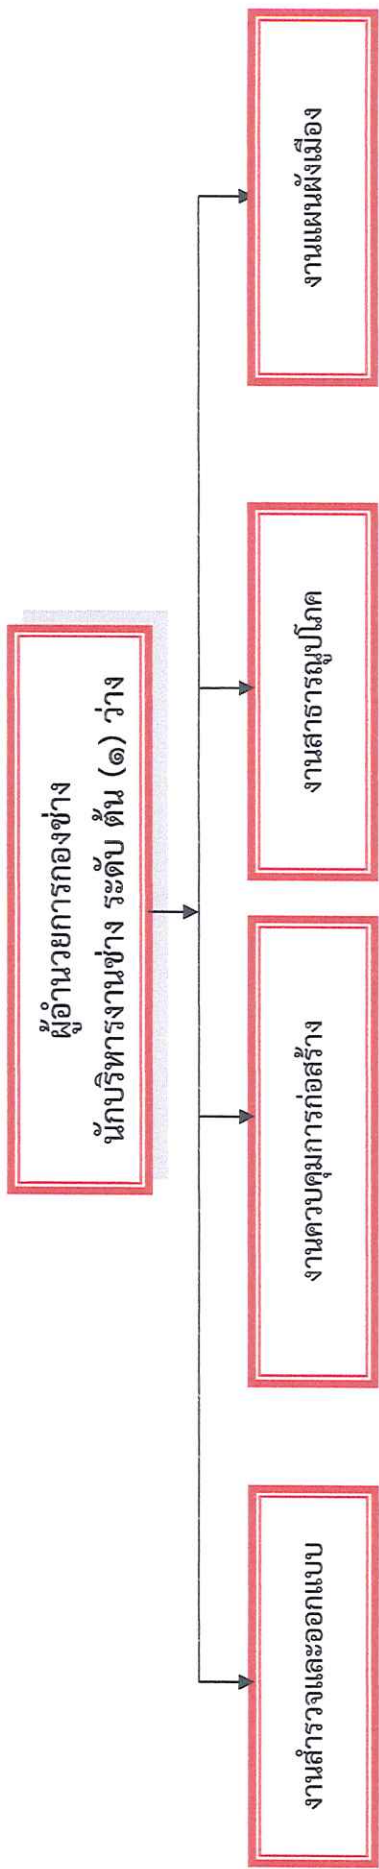 ผู้อำนวยการกองช่าง
นักบริหารงานช่าง ระดับ ต้น (๑) ว่าง
งานสำรวจและออกแบบ
งานควบคุมการก่อสร้าง
งานสาธารณูปโภค
งานแผนผังเมือง